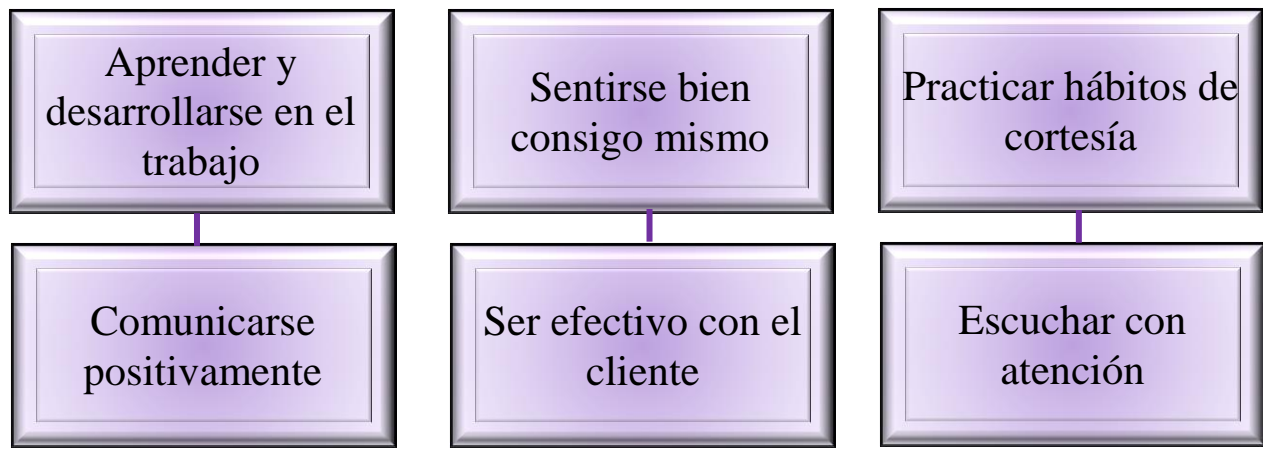 Aprender y
desarrollarse en el
trabajo
Sentirse bien
consigo mismo
Practicar hábitos de
cortesía
Comunicarse
positivamente
Ser efectivo con el
cliente
Escuchar con
atención